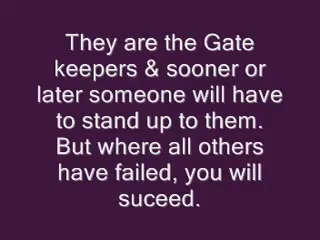 They are the Gate
keepers & sooner or
later someone will have
to stand up to them.
But where all others
have failed, you will
suceed.